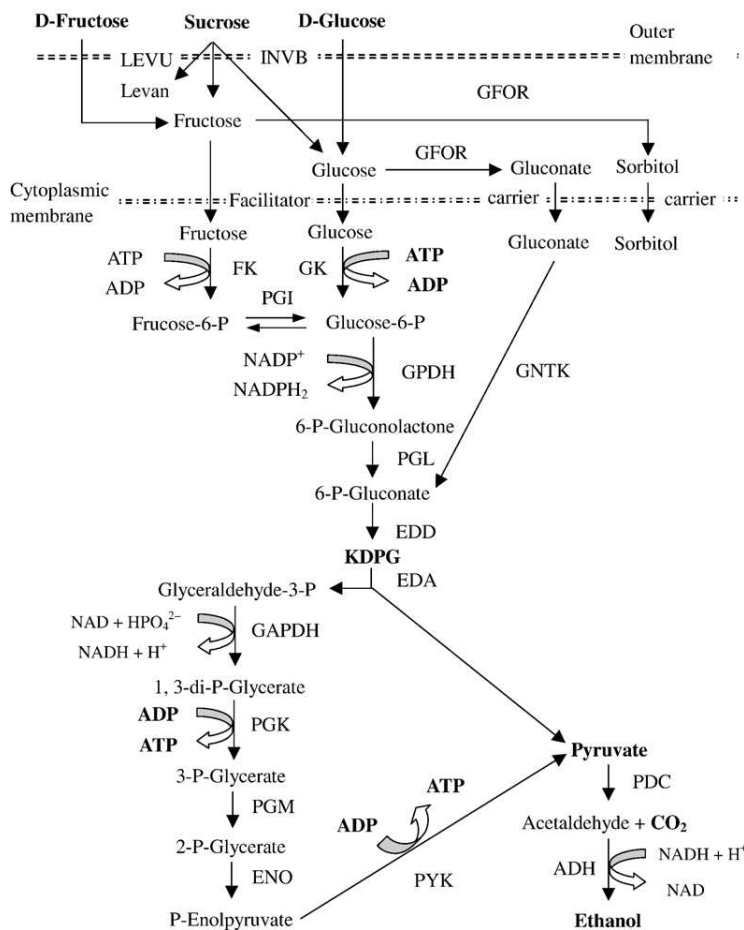 D-Fructose Sucrose D-Glucose
Outer
membrane
LEVU INVB
Levan
GFOR
Fructose
Glucose GFOR Gluconate Sorbitol
Cytoplasmic
membrane
Facilitator carrier carrier
Fructose Glucose Gluconate Sorbitol
ATP FK GK ATP
ADP ADP
PGI
Frucose-6-P Glucose-6-P
NADP⁺ GPDH GNTK
NADPH₂
6-P-Gluconolactone
PGL
6-P-Gluconate
EDD
KDPG
EDA
Glyceraldehyde-3-P
NAD + HPO₄²⁻ GAPDH
NADH + H⁺
1, 3-di-P-Glycerate
ADP PGK
ATP
Pyruvate
3-P-Glycerate
PDC
ATP
PGM
ADP
Acetaldehyde + CO₂
2-P-Glycerate
NADH + H⁺
ADH
ENO
PYK
NAD
P-Enolpyruvate
Ethanol